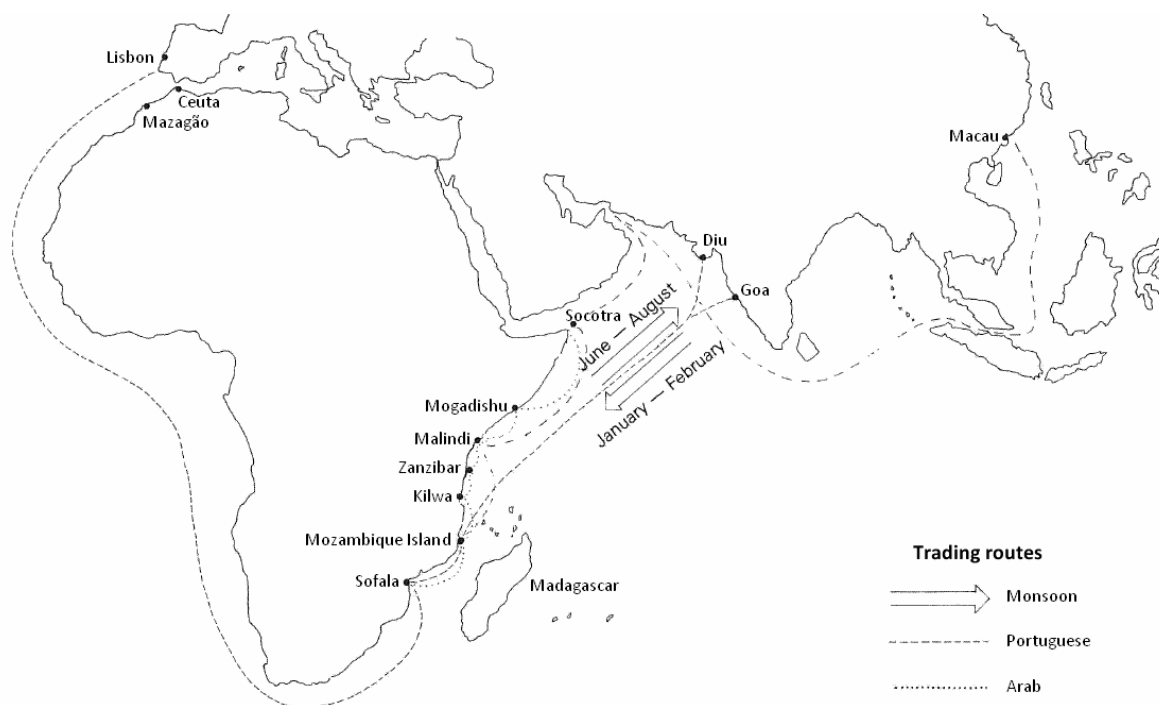 Lisbon
Ceuta
Mazagão
Macau
Diu
Goa
Socotra
June — August
January — February
Mogadishu
Malindi
Zanzibar
Kilwa
Mozambique Island
Sofala
Madagascar
Trading routes
Monsoon
Portuguese
Arab